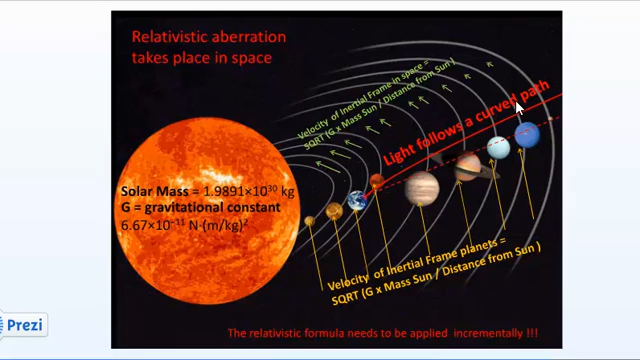 Relativistic aberration
takes place in space
Velocity of Inertial Frame in space =
SQRT (G x Mass Sun / Distance from Sun )
Light follows a curved path
Solar Mass = 1.9891×10³⁰ kg
G = gravitational constant
6.67×10⁻¹¹ N·(m/kg)²
Velocity of Inertial Frame planets =
SQRT (G x Mass Sun / Distance from Sun )
Prezi
The relativistic formula needs to be applied incrementally !!!